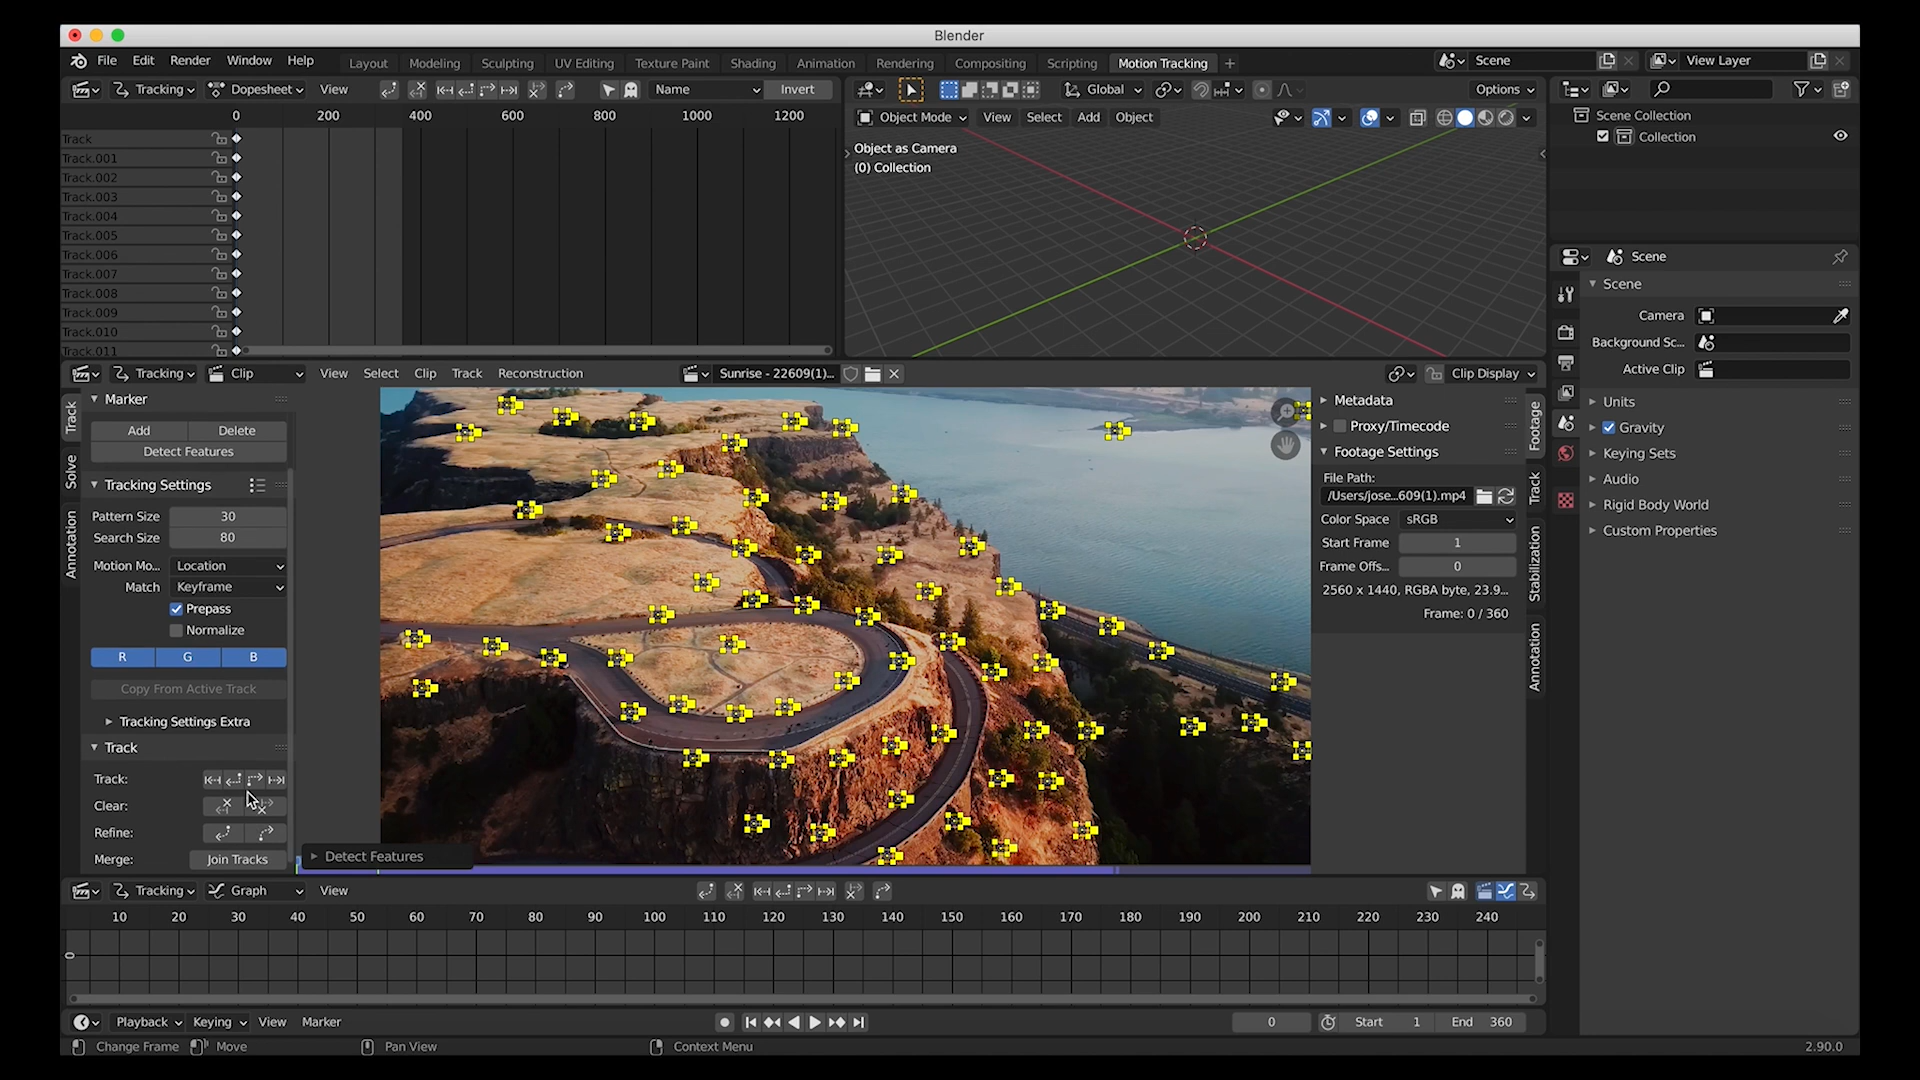 Blender
File Edit Render Window Help
Layout Modeling Sculpting UV Editing Texture Paint Shading Animation Rendering Compositing Scripting Motion Tracking +
Scene View Layer
Tracking Dopesheet View Name Invert
Global Options
0 200 400 600 800 1000 1200
Object Mode View Select Add Object
Scene Collection
Collection
Track
Track.001
Track.002
Track.003
Track.004
Track.005
Track.006
Track.007
Track.008
Track.009
Track.010
Track.011
Object as Camera
(0) Collection
Scene
Scene
Camera
Background Sc...
Active Clip
Units
Gravity
Keying Sets
Audio
Rigid Body World
Custom Properties
Tracking Clip View Select Clip Track Reconstruction Sunrise - 22609(1)... Clip Display
Track
Solve
Annotation
Marker
Add Delete
Detect Features
Tracking Settings
Pattern Size 30
Search Size 80
Motion Mo... Location
Match Keyframe
Prepass
Normalize
R G B
Copy From Active Track
Tracking Settings Extra
Track
Track:
Clear:
Refine:
Merge: Join Tracks
Detect Features
Metadata
Proxy/Timecode
Footage Settings
File Path:
/Users/jose...609(1).mp4
Color Space sRGB
Start Frame 1
Frame Offs... 0
2560 x 1440, RGBA byte, 23.9...
Frame: 0 / 360
Footage
Track
Stabilization
Annotation
Tracking Graph View
10 20 30 40 50 60 70 80 90 100 110 120 130 140 150 160 170 180 190 200 210 220 230 240
0
Playback Keying View Marker 0 Start 1 End 360
Change Frame Move Pan View Context Menu 2.90.0